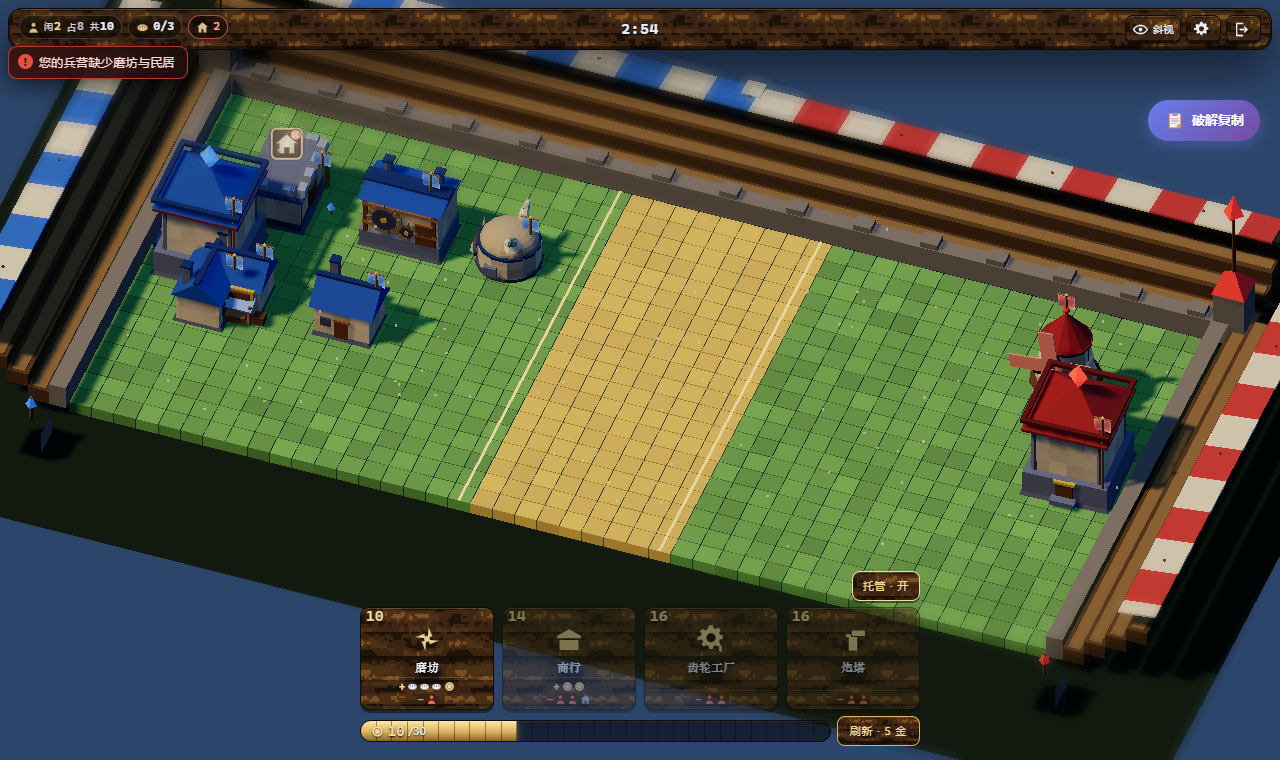 闲2 占8 共10
0/3
2
2:54
斜视
您的兵营缺少磨坊与民居
破解复制
托管 · 开
10
磨坊
14
商行
16
齿轮工厂
16
炮塔
10 /30
刷新 · 5 金